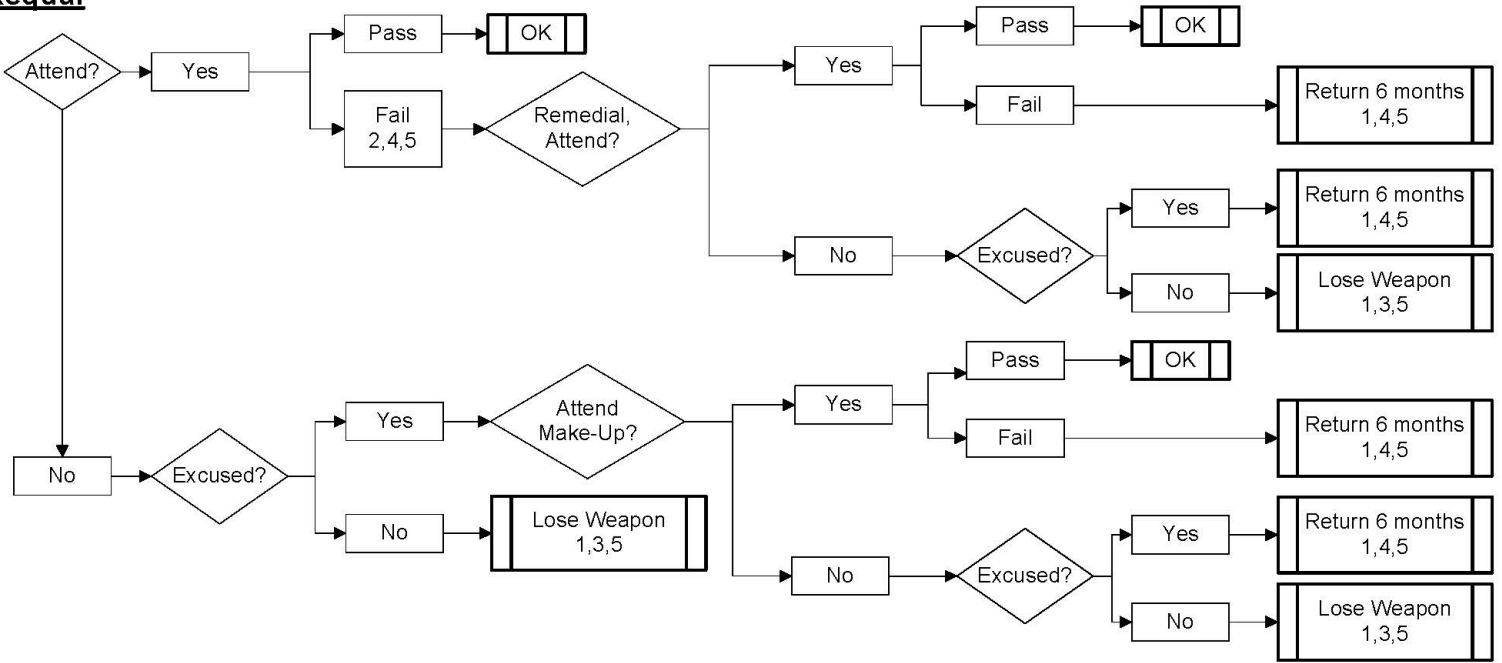 Pass
OK
Pass
OK
Attend?
Yes
Yes
Fail
2,4,5
Remedial,
Attend?
Fail
Return 6 months
1,4,5
Yes
Return 6 months
1,4,5
No
Excused?
No
Lose Weapon
1,3,5
Pass
OK
Yes
Attend
Make-Up?
Yes
Fail
Return 6 months
1,4,5
No
Excused?
No
Lose Weapon
1,3,5
Yes
Return 6 months
1,4,5
No
Excused?
No
Lose Weapon
1,3,5